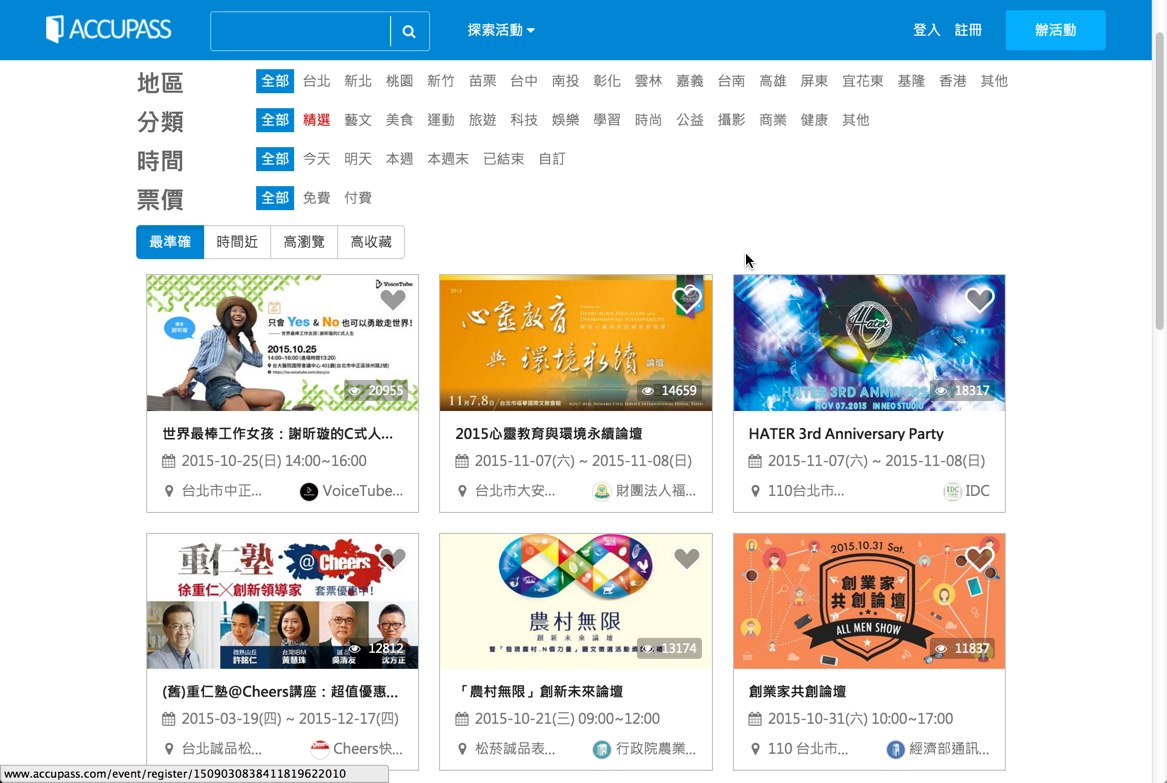 ACCUPASS
探索活動
登入 註冊 辦活動
地區 全部 台北 新北 桃園 新竹 苗栗 台中 南投 彰化 雲林 嘉義 台南 高雄 屏東 宜花東 基隆 香港 其他
分類 全部 精選 藝文 美食 運動 旅遊 科技 娛樂 學習 時尚 公益 攝影 商業 健康 其他
時間 全部 今天 明天 本週 本週末 已結束 自訂
票價 全部 免費 付費
最準確 時間近 高瀏覽 高收藏
VoiceTube
只會 Yes & No 也可以勇敢走世界!
2015.10.25
20955
世界最棒工作女孩：謝昕璇的C式人...
2015-10-25(日) 14:00~16:00
台北市中正... VoiceTube...
2015
心靈教育
與 環境永續 論壇
11月7,8日
14659
2015心靈教育與環境永續論壇
2015-11-07(六) ~ 2015-11-08(日)
台北市大安... 財團法人福...
Hater
HATER 3RD ANNIVER
NOV 07.2015 IN NEO STUDIO
18317
HATER 3rd Anniversary Party
2015-11-07(六) ~ 2015-11-08(日)
110台北市... IDC
重仁塾 @Cheers
徐重仁╳創新領導家
許銘仁 黃慧珠 吳清友 沈方正
12812
(舊)重仁塾@Cheers講座：超值優惠...
2015-03-19(四) ~ 2015-12-17(四)
台北誠品松... Cheers快...
農村無限
創新未來論壇
13174
「農村無限」創新未來論壇
2015-10-21(三) 09:00~12:00
松菸誠品表... 行政院農業...
2015.10.31 Sat.
創業家
共創論壇
ALL MEN SHOW
11837
創業家共創論壇
2015-10-31(六) 10:00~17:00
110 台北市... 經濟部通訊...
www.accupass.com/event/register/1509030838411819622010